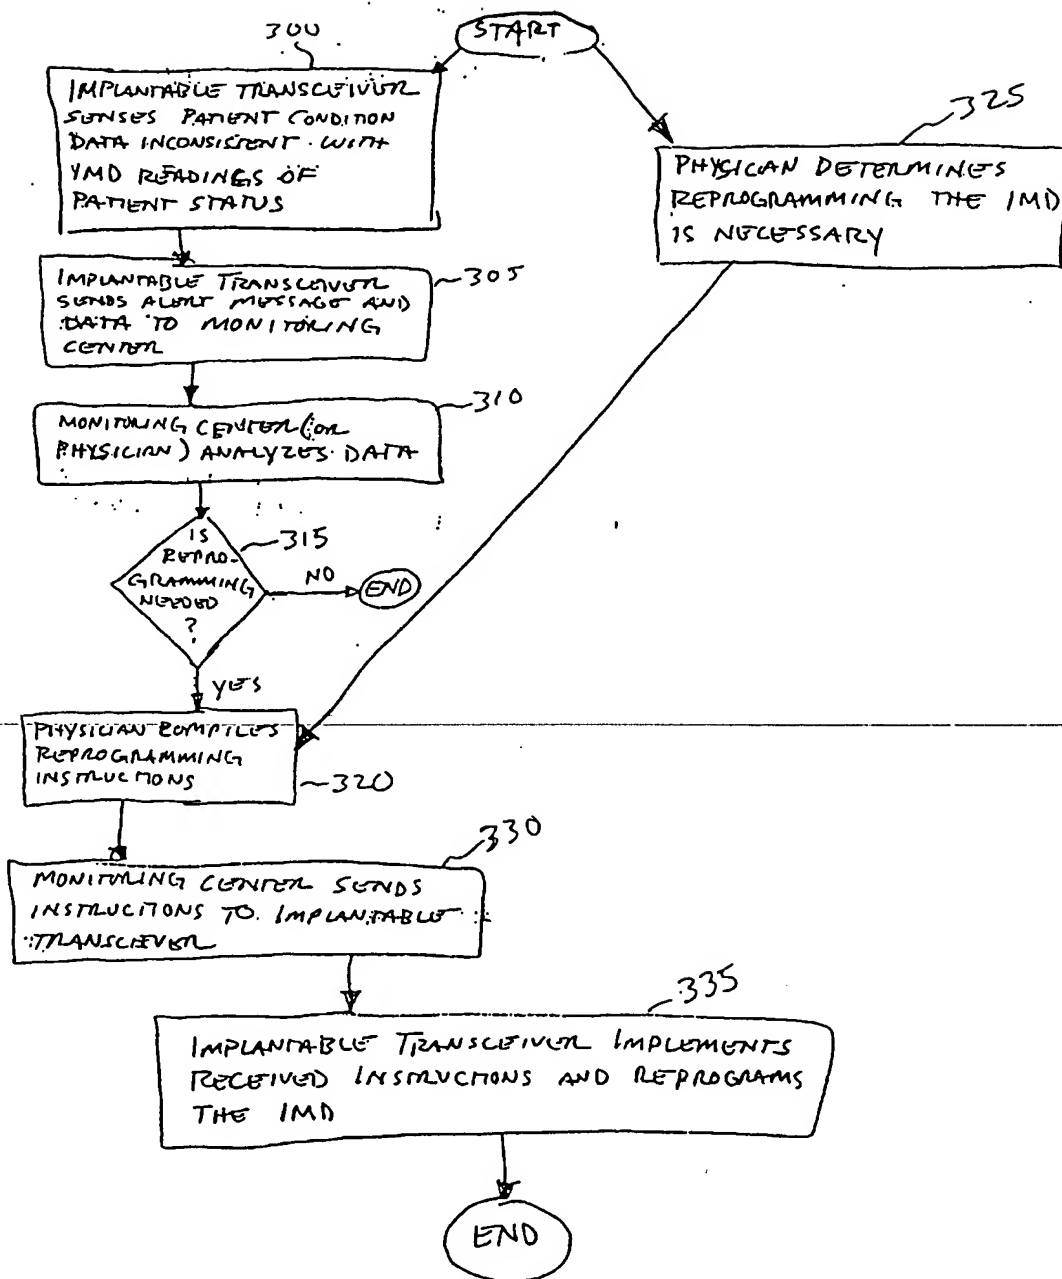 300
START
IMPLANTABLE TRANSCEIVER
SENSES PATIENT CONDITION
DATA INCONSISTENT WITH
YMD READINGS OF
PATIENT STATUS
325
PHYSICAN DETERMINES
REPROGRAMMING THE IMD
IS NECESSARY
IMPLANTABLE TRANSCEIVER
SENDS ALERT MESSAGE AND
DATA TO MONITORING
CENTER
305
310
MONITORING CENTER (OR
PHYSICIAN) ANALYZES DATA
IS
REPRO-
GRAMMING
NEEDED
?
315
NO
END
YES
PHYSICIAN COMPILES
REPROGRAMMING
INSTRUCTIONS
320
330
MONITORING CENTER SENDS
INSTRUCTIONS TO IMPLANTABLE
TRANSCIEVER
335
IMPLANTABLE TRANSCEIVER IMPLEMENTS
RECEIVED INSTRUCTIONS AND REPROGRAMS
THE IMD
END